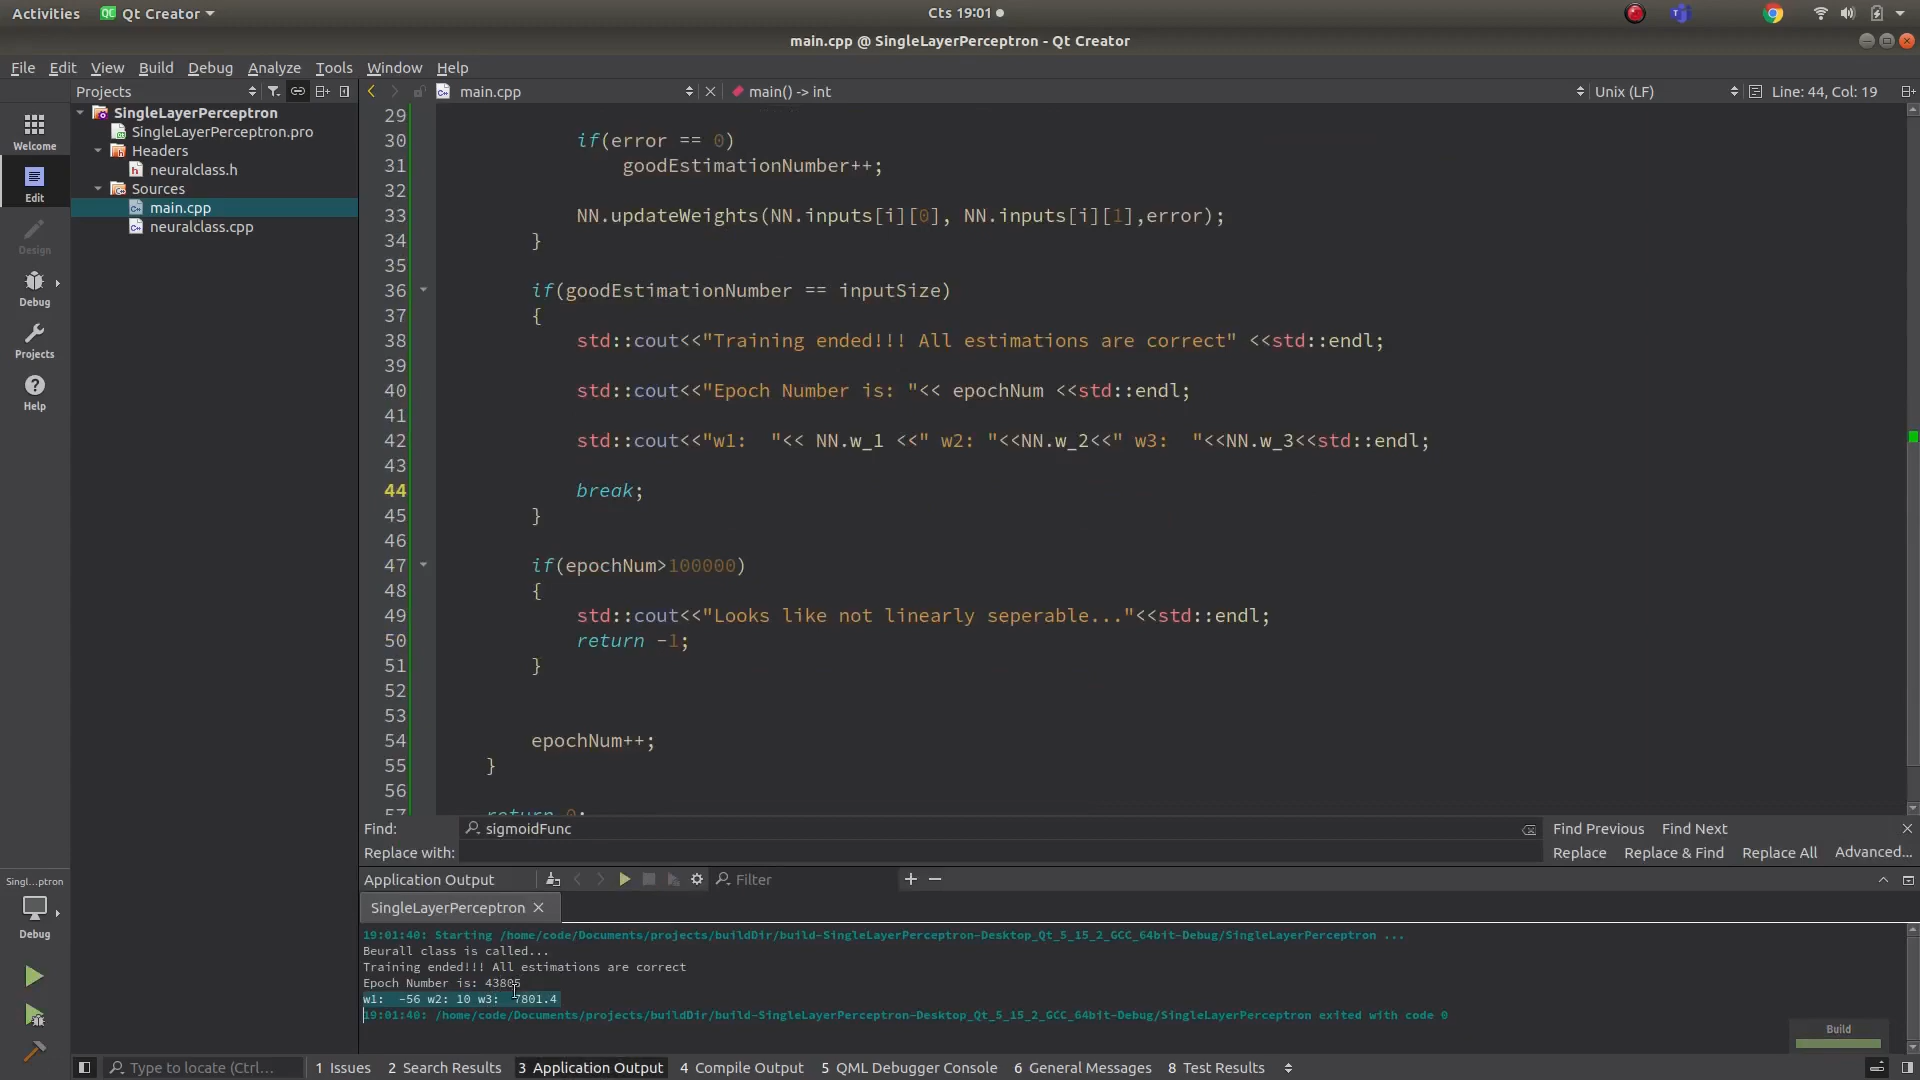 Activities Qt Creator Cts 19:01
main.cpp @ SingleLayerPerceptron - Qt Creator
File Edit View Build Debug Analyze Tools Window Help
Projects main.cpp main() -> int Unix (LF) Line: 44, Col: 19
SingleLayerPerceptron
SingleLayerPerceptron.pro
Headers
neuralclass.h
Sources
main.cpp
neuralclass.cpp
Welcome
Edit
Design
Debug
Projects
Help
29
30 if(error == 0)
31 goodEstimationNumber++;
32
33 NN.updateWeights(NN.inputs[i][0], NN.inputs[i][1],error);
34 }
35
36 if(goodEstimationNumber == inputSize)
37 {
38 std::cout<<"Training ended!!! All estimations are correct" <<std::endl;
39
40 std::cout<<"Epoch Number is: "<< epochNum <<std::endl;
41
42 std::cout<<"w1:  "<< NN.w_1 <<" w2: "<<NN.w_2<<" w3:  "<<NN.w_3<<std::endl;
43
44 break;
45 }
46
47 if(epochNum>100000)
48 {
49 std::cout<<"Looks like not linearly seperable..."<<std::endl;
50 return -1;
51 }
52
53
54 epochNum++;
55 }
56
57 return 0;
Find: sigmoidFunc Find Previous Find Next
Replace with: Replace Replace & Find Replace All Advanced...
Application Output Filter
SingleLayerPerceptron
19:01:40: Starting /home/code/Documents/projects/buildDir/build-SingleLayerPerceptron-Desktop_Qt_5_15_2_GCC_64bit-Debug/SingleLayerPerceptron ...
Beurall class is called...
Training ended!!! All estimations are correct
Epoch Number is: 43805
w1:  -56 w2: 10 w3:  7801.4
19:01:40: /home/code/Documents/projects/buildDir/build-SingleLayerPerceptron-Desktop_Qt_5_15_2_GCC_64bit-Debug/SingleLayerPerceptron exited with code 0
Singl...ptron
Debug
Build
Type to locate (Ctrl... 1 Issues 2 Search Results 3 Application Output 4 Compile Output 5 QML Debugger Console 6 General Messages 8 Test Results